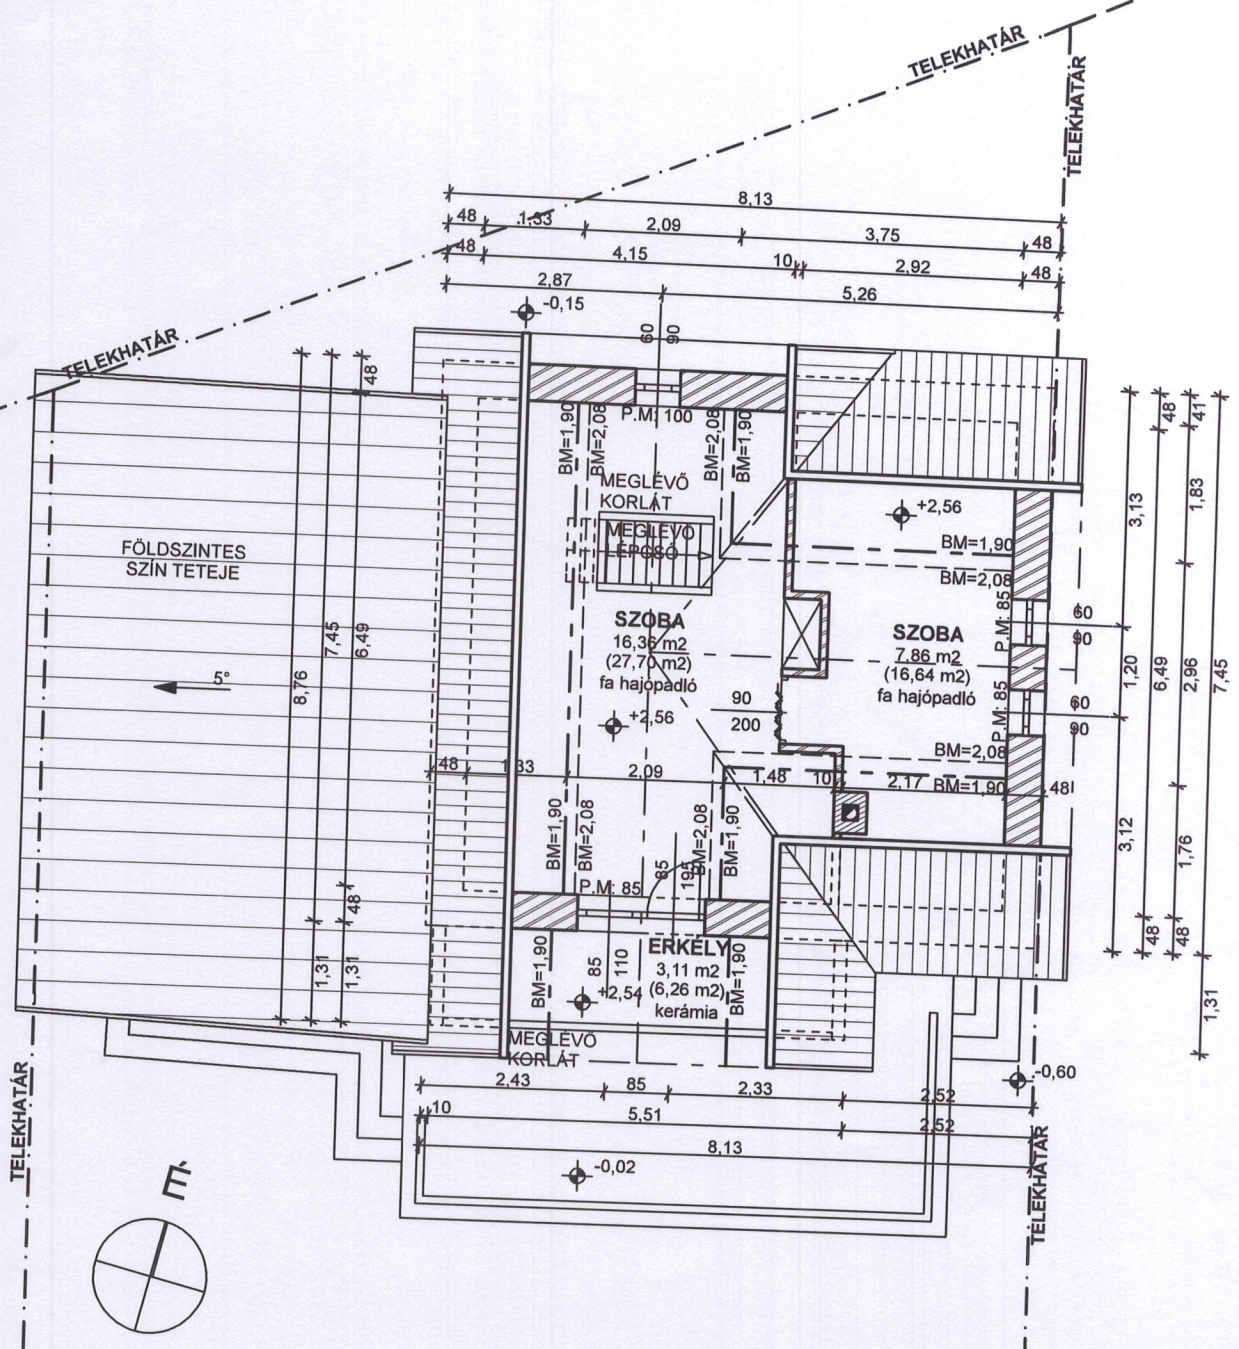 TELEKHATÁR
TELEKHATÁR
8,13
48
1,33
2,09
3,75
48
48
4,15
10
2,92
48
2,87
5,26
-0,15
60
90
TELEKHATÁR
48
P.M: 100
BM=1,90
BM=2,08
BM=2,08
BM=1,90
MEGLÉVŐ
KORLÁT
MEGLÉVŐ
LÉPCSŐ
+2,56
BM=1,90
BM=2,08
FÖLDSZINTES
SZÍN TETEJE
5°
8,76
7,45
6,49
SZOBA
16,36 m2
(27,70 m2)
fa hajópadló
+2,56
SZOBA
7,86 m2
(16,64 m2)
fa hajópadló
P.M: 85
60
90
P.M: 85
60
90
90
200
BM=2,08
BM=1,90
48
1,33
2,09
1,48
10
2,17
48
3,13
1,20
3,12
48
6,49
48
41
1,83
2,96
1,76
48
7,45
1,31
BM=1,90
BM=2,08
BM=2,08
BM=1,90
85
195
P.M: 85
48
1,31
1,31
ERKÉLY
3,11 m2
(6,26 m2)
kerámia
BM=1,90
85
110
+2,54
BM=1,90
MEGLÉVŐ
KORLÁT
-0,60
2,43
85
2,33
2,52
10
5,51
2,52
8,13
-0,02
TELEKHATÁR
TELEKHATÁR
É